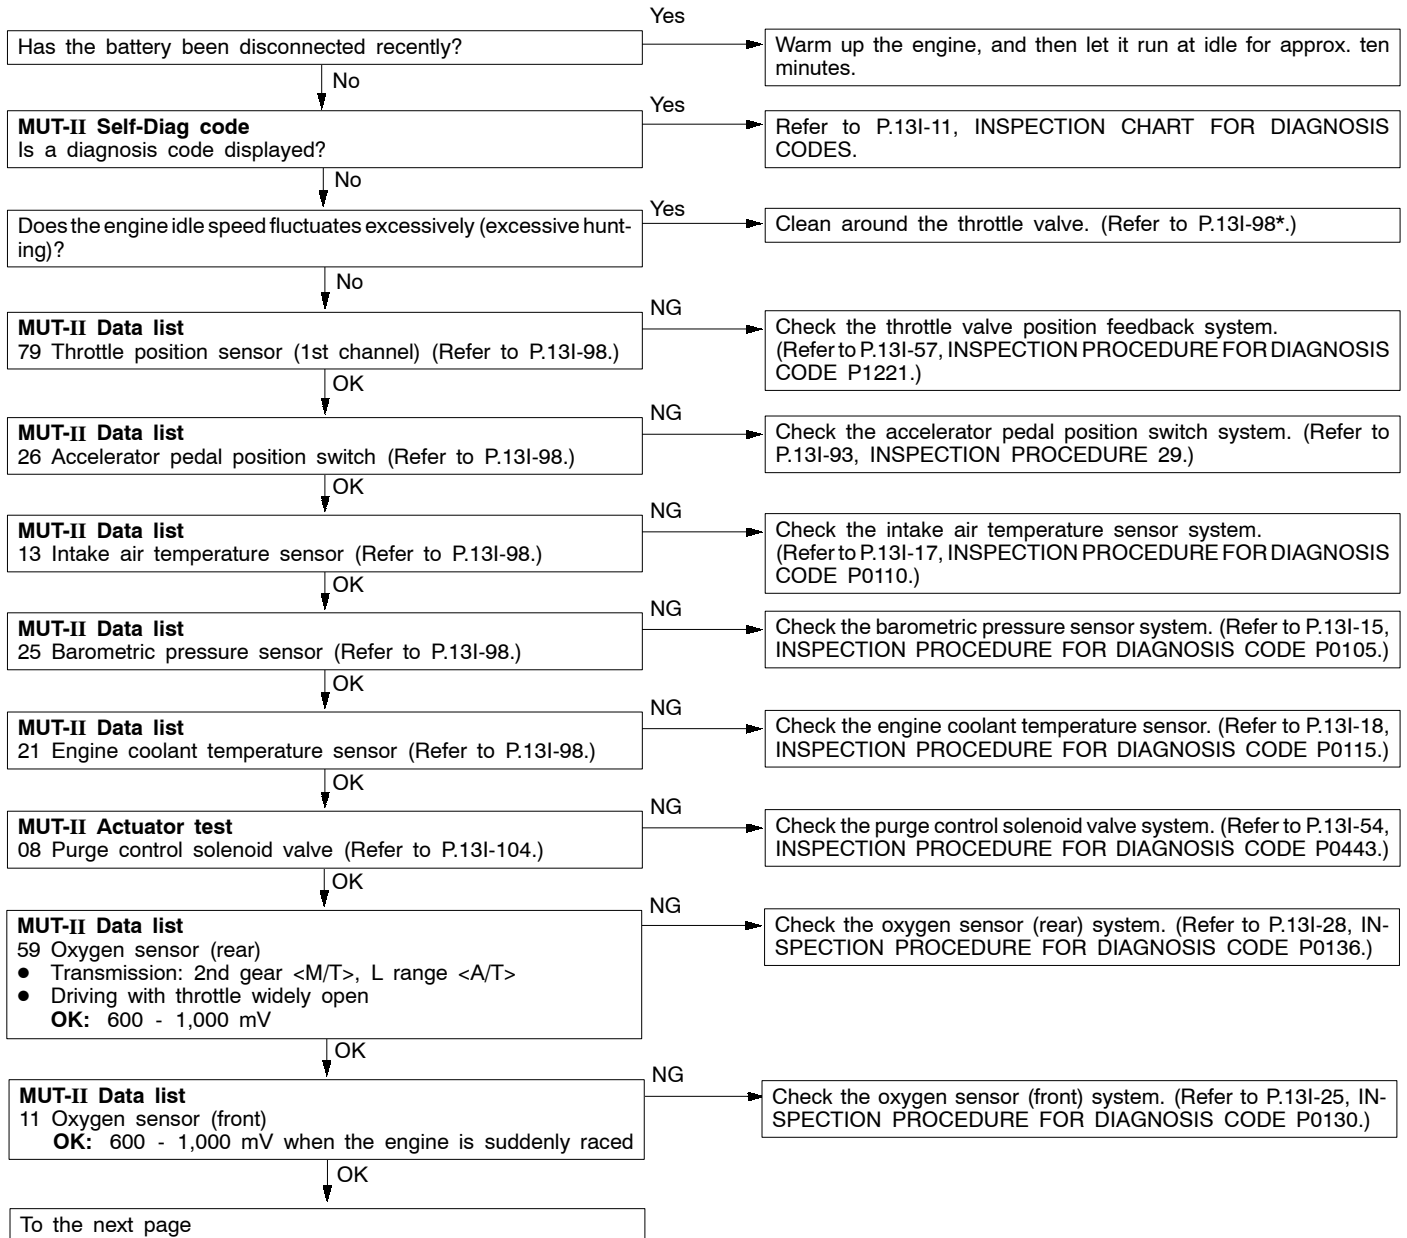 Yes
Has the battery been disconnected recently?
Warm up the engine, and then let it run at idle for approx. ten
minutes.
No
Yes
MUT-II Self-Diag code
Is a diagnosis code displayed?
Refer to P.13I-11, INSPECTION CHART FOR DIAGNOSIS
CODES.
No
Yes
Does the engine idle speed fluctuates excessively (excessive hunt-
ing)?
Clean around the throttle valve. (Refer to P.13I-98*.)
No
NG
MUT-II Data list
79 Throttle position sensor (1st channel) (Refer to P.13I-98.)
Check the throttle valve position feedback system.
(Refer to P.13I-57, INSPECTION PROCEDURE FOR DIAGNOSIS
CODE P1221.)
OK
NG
MUT-II Data list
26 Accelerator pedal position switch (Refer to P.13I-98.)
Check the accelerator pedal position switch system. (Refer to
P.13I-93, INSPECTION PROCEDURE 29.)
OK
NG
MUT-II Data list
13 Intake air temperature sensor (Refer to P.13I-98.)
Check the intake air temperature sensor system.
(Refer to P.13I-17, INSPECTION PROCEDURE FOR DIAGNOSIS
CODE P0110.)
OK
NG
MUT-II Data list
25 Barometric pressure sensor (Refer to P.13I-98.)
Check the barometric pressure sensor system. (Refer to P.13I-15,
INSPECTION PROCEDURE FOR DIAGNOSIS CODE P0105.)
OK
NG
MUT-II Data list
21 Engine coolant temperature sensor (Refer to P.13I-98.)
Check the engine coolant temperature sensor. (Refer to P.13I-18,
INSPECTION PROCEDURE FOR DIAGNOSIS CODE P0115.)
OK
NG
MUT-II Actuator test
08 Purge control solenoid valve (Refer to P.13I-104.)
Check the purge control solenoid valve system. (Refer to P.13I-54,
INSPECTION PROCEDURE FOR DIAGNOSIS CODE P0443.)
OK
NG
MUT-II Data list
59 Oxygen sensor (rear)
● Transmission: 2nd gear <M/T>, L range <A/T>
● Driving with throttle widely open
OK: 600 - 1,000 mV
Check the oxygen sensor (rear) system. (Refer to P.13I-28, IN-
SPECTION PROCEDURE FOR DIAGNOSIS CODE P0136.)
OK
NG
MUT-II Data list
11 Oxygen sensor (front)
OK: 600 - 1,000 mV when the engine is suddenly raced
Check the oxygen sensor (front) system. (Refer to P.13I-25, IN-
SPECTION PROCEDURE FOR DIAGNOSIS CODE P0130.)
OK
To the next page